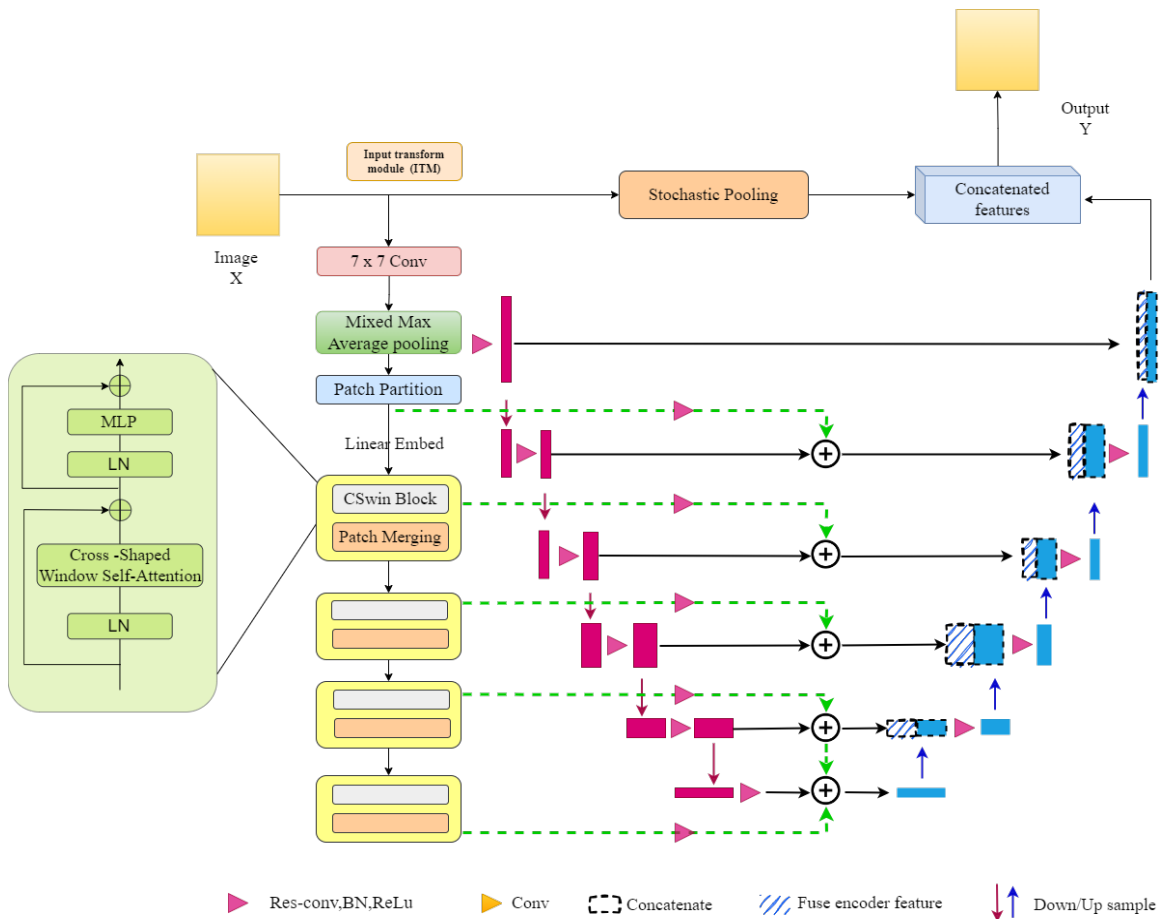 Output
Y
Input transform
module (ITM)
Stochastic Pooling
Concatenated
features
Image
X
7 x 7 Conv
Mixed Max
Average pooling
Patch Partition
Linear Embed
MLP
LN
Cross -Shaped
Window Self-Attention
LN
CSwin Block
Patch Merging
Res-conv,BN,ReLu
Conv
Concatenate
Fuse encoder feature
Down/Up sample